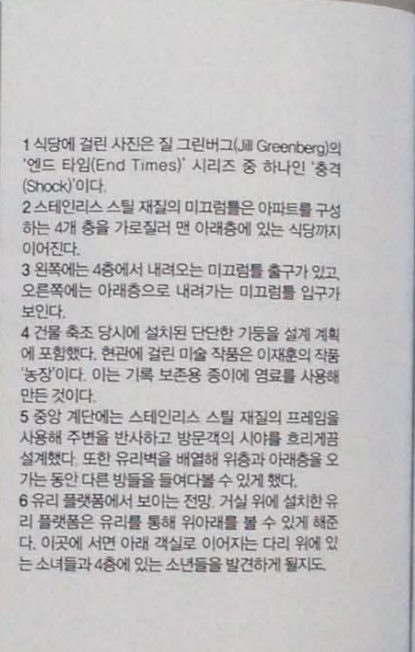 1 식당에 걸린 사진은 질 그린버그(Jill Greenberg)의
'엔드 타임(End Times)' 시리즈 중 하나인 '충격
(Shock)'이다.
2 스테인리스 스틸 재질의 미끄럼틀은 아파트를 구성
하는 4개 층을 가로질러 맨 아래층에 있는 식당까지
이어진다.
3 왼쪽에는 4층에서 내려오는 미끄럼틀 출구가 있고,
오른쪽에는 아래층으로 내려가는 미끄럼틀 입구가
보인다.
4 건물 축조 당시에 설치된 단단한 기둥을 설계 계획
에 포함했다. 현관에 걸린 미술 작품은 이재훈의 작품
'농장'이다. 이는 기록 보존용 종이에 염료를 사용해
만든 것이다.
5 중앙 계단에는 스테인리스 스틸 재질의 프레임을
사용해 주변을 반사하고 방문객의 시야를 흐리게끔
설계했다. 또한 유리벽을 배열해 위층과 아래층을 오
가는 동안 다른 방들을 들여다볼 수 있게 했다.
6 유리 플랫폼에서 보이는 전망. 거실 위에 설치한 유
리 플랫폼은 유리를 통해 위아래를 볼 수 있게 해준
다. 이곳에 서면 아래 객실로 이어지는 다리 위에 있
는 소녀들과 4층에 있는 소년들을 발견하게 될지도.